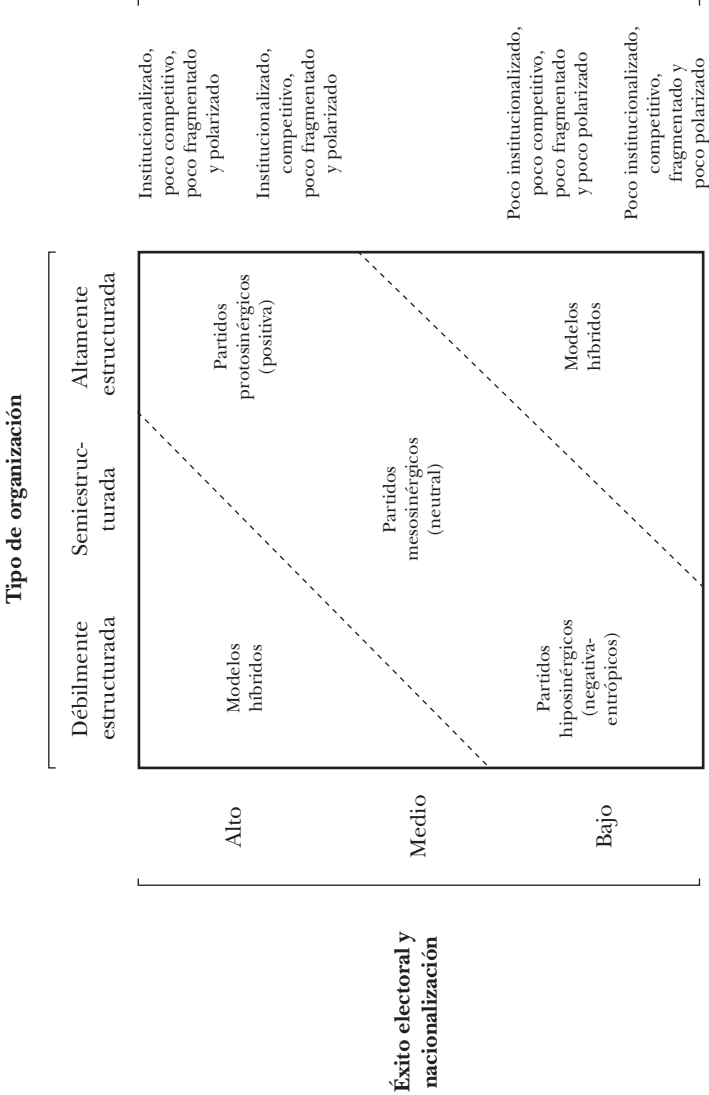 Tipo de organización
Débilmente
estructurada
Semiestruc-
turada
Altamente
estructurada
Éxito electoral y
nacionalización
Alto
Medio
Bajo
Modelos
híbridos
Partidos
protosinérgicos
(positiva)
Partidos
mesosinérgicos
(neutral)
Partidos
hiposinérgicos
(negativa-
entrópicos)
Modelos
híbridos
Institucionalizado,
poco competitivo,
poco fragmentado
y polarizado
Institucionalizado,
competitivo,
poco fragmentado
y polarizado
Poco institucionalizado,
poco competitivo,
poco fragmentado
y poco polarizado
Poco institucionalizado,
competitivo,
fragmentado y
poco polarizado